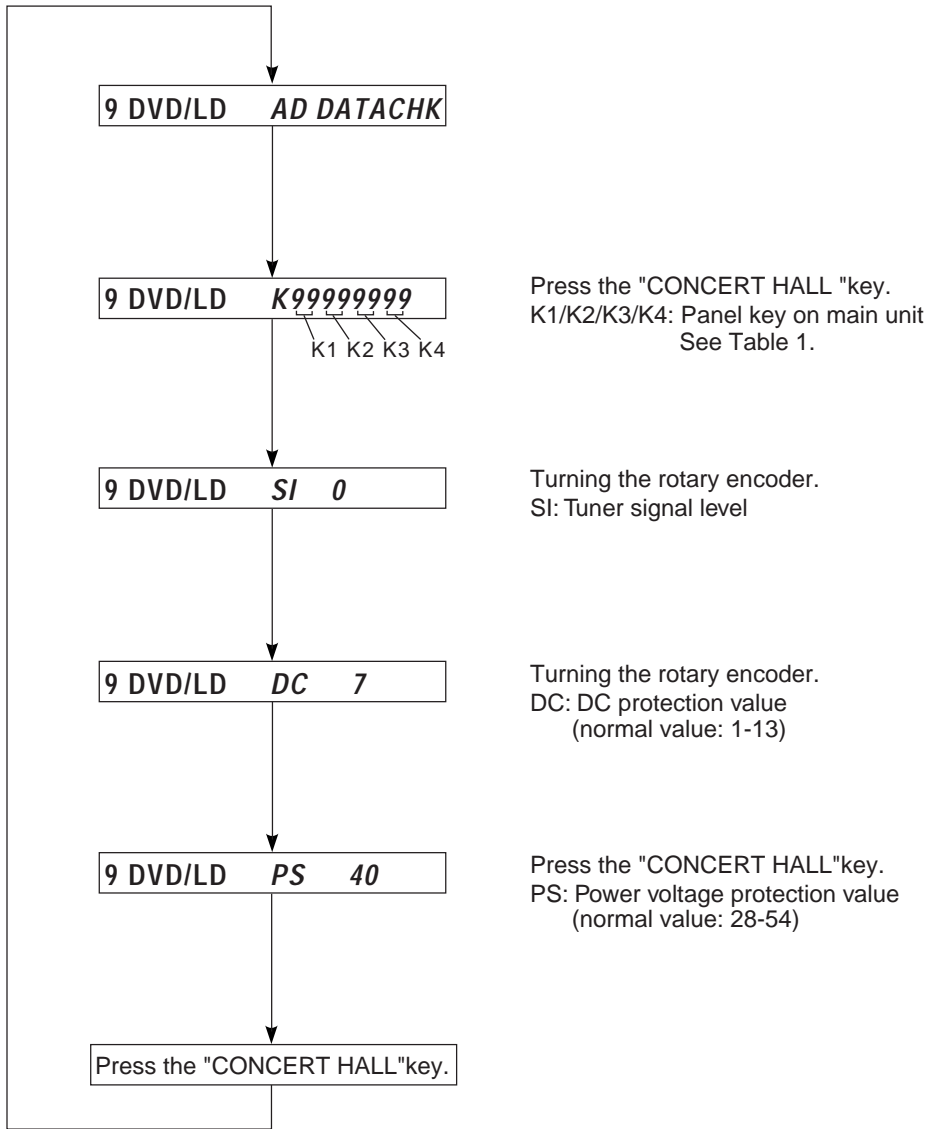 9 DVD/LD AD DATACHK
9 DVD/LD K99999999
K1 K2 K3 K4
Press the "CONCERT HALL "key.
K1/K2/K3/K4: Panel key on main unit
See Table 1.
9 DVD/LD SI 0
Turning the rotary encoder.
SI: Tuner signal level
9 DVD/LD DC 7
Turning the rotary encoder.
DC: DC protection value
(normal value: 1-13)
9 DVD/LD PS 40
Press the "CONCERT HALL"key.
PS: Power voltage protection value
(normal value: 28-54)
Press the "CONCERT HALL"key.